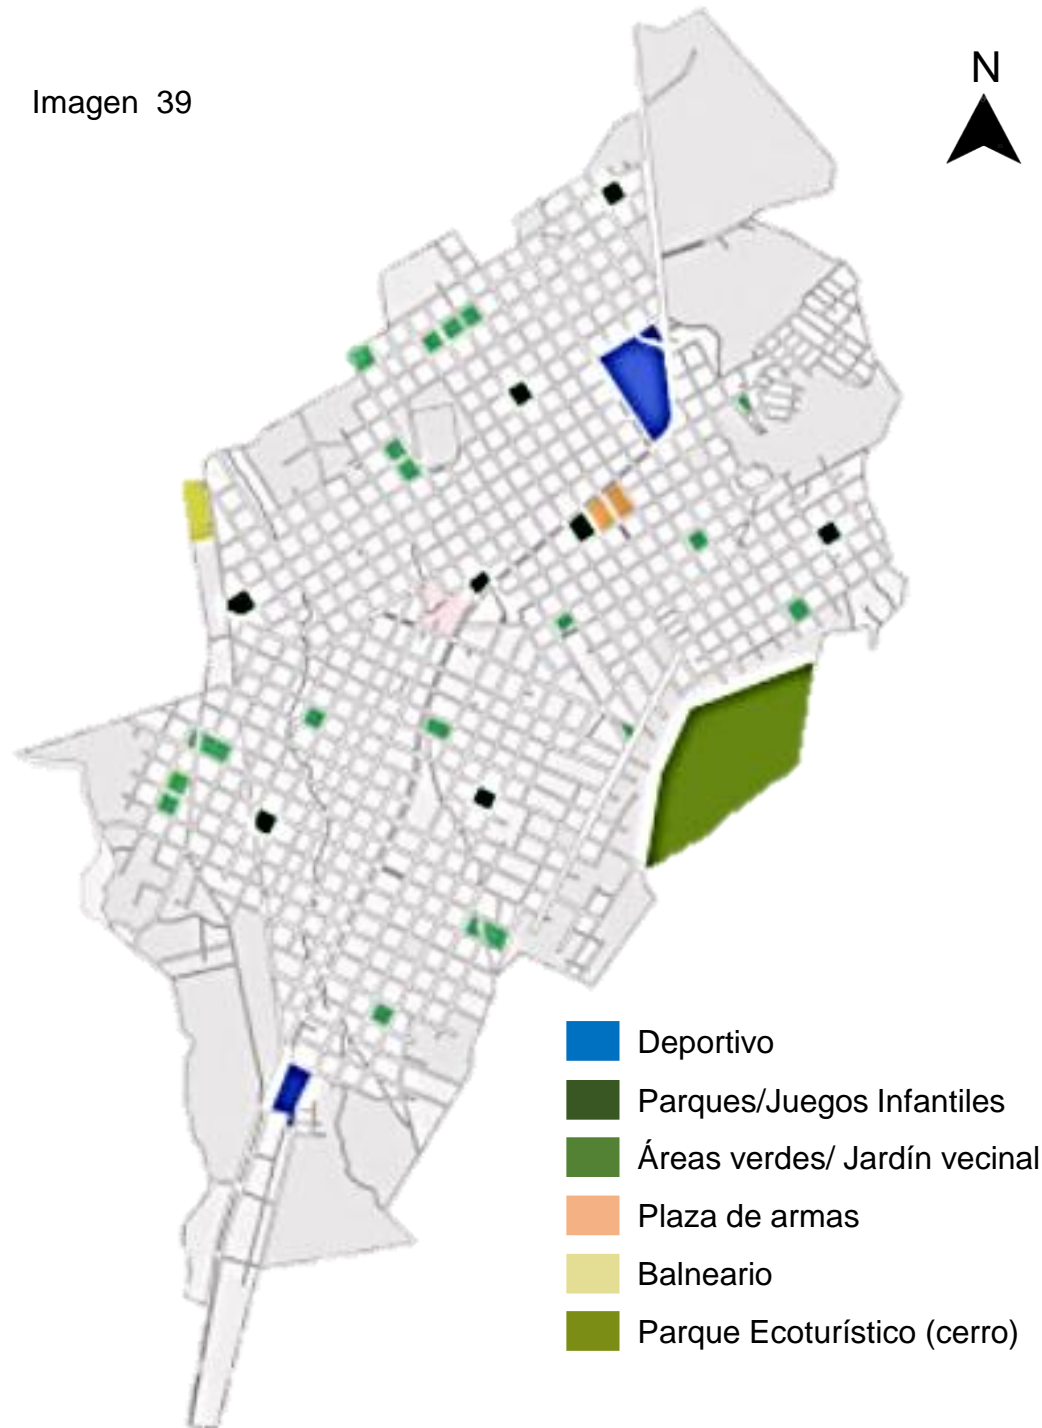 Imagen  39
N
Deportivo
Parques/Juegos Infantiles
Áreas verdes/ Jardín vecinal
Plaza de armas
Balneario
Parque Ecoturístico (cerro)